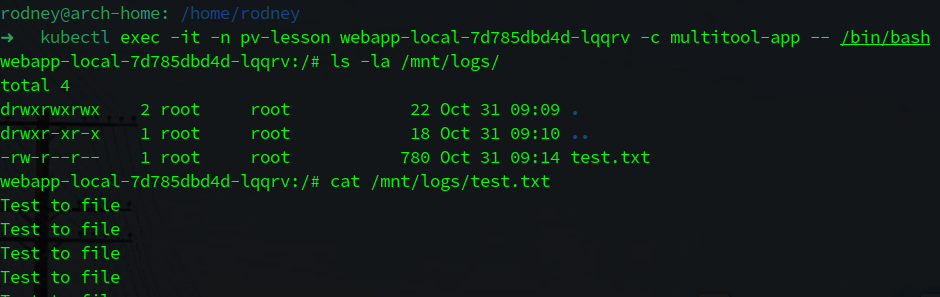 rodney@arch-home: /home/rodney
→ kubectl exec -it -n pv-lesson webapp-local-7d785dbd4d-lqqrv -c multitool-app -- /bin/bash
webapp-local-7d785dbd4d-lqqrv:/# ls -la /mnt/logs/
total 4
drwxrwxrwx 2 root root 22 Oct 31 09:09 .
drwxr-xr-x 1 root root 18 Oct 31 09:10 ..
-rw-r--r-- 1 root root 780 Oct 31 09:14 test.txt
webapp-local-7d785dbd4d-lqqrv:/# cat /mnt/logs/test.txt
Test to file
Test to file
Test to file
Test to file